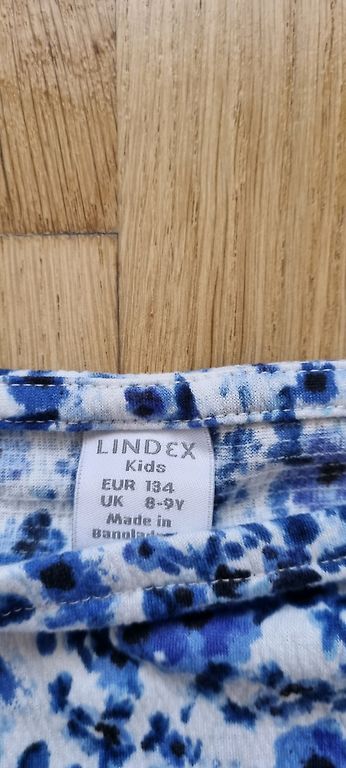 LINDEX
Kids
EUR 134
UK 8-9Y
Made in